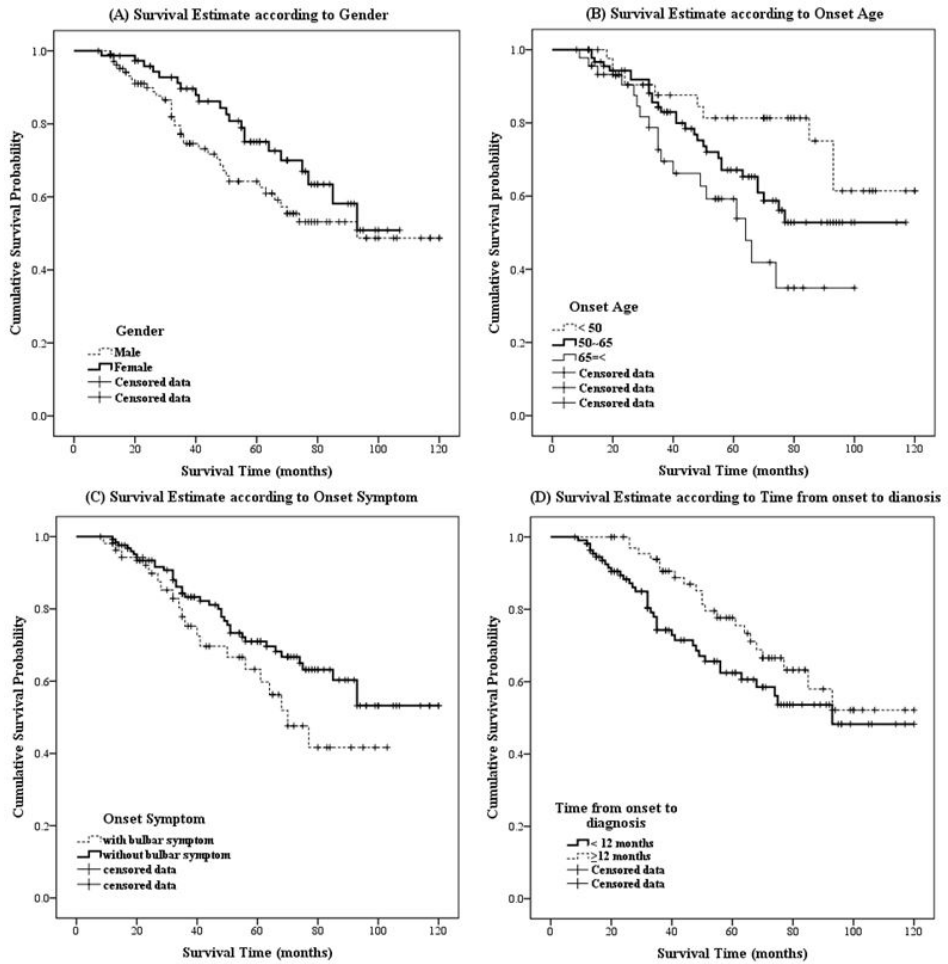 (A) Survival Estimate according to Gender
Cumulative Survival Probability
1.0
0.8
0.6
0.4
0.2
0.0
Gender
Male
Female
Censored data
Censored data
0 20 40 60 80 100 120
Survival Time (months)
(B) Survival Estimate according to Onset Age
Cumulative Survival probability
1.0
0.8
0.6
0.4
0.2
0.0
Onset Age
< 50
50~65
65=<
Censored data
Censored data
Censored data
0 20 40 60 80 100 120
Survival Time (months)
(C) Survival Estimate according to Onset Symptom
Cumulative Survival Probability
1.0
0.8
0.6
0.4
0.2
0.0
Onset Symptom
with bulbar symptom
without bulbar symptom
censored data
censored data
0 20 40 60 80 100 120
Survival Time (months)
(D) Survival Estimate according to Time from onset to dianosis
Cumulative Survival Probability
1.0
0.8
0.6
0.4
0.2
0.0
Time from onset to
diagnosis
< 12 months
≥12 months
Censored data
Censored data
0 20 40 60 80 100 120
Survival Time (months)